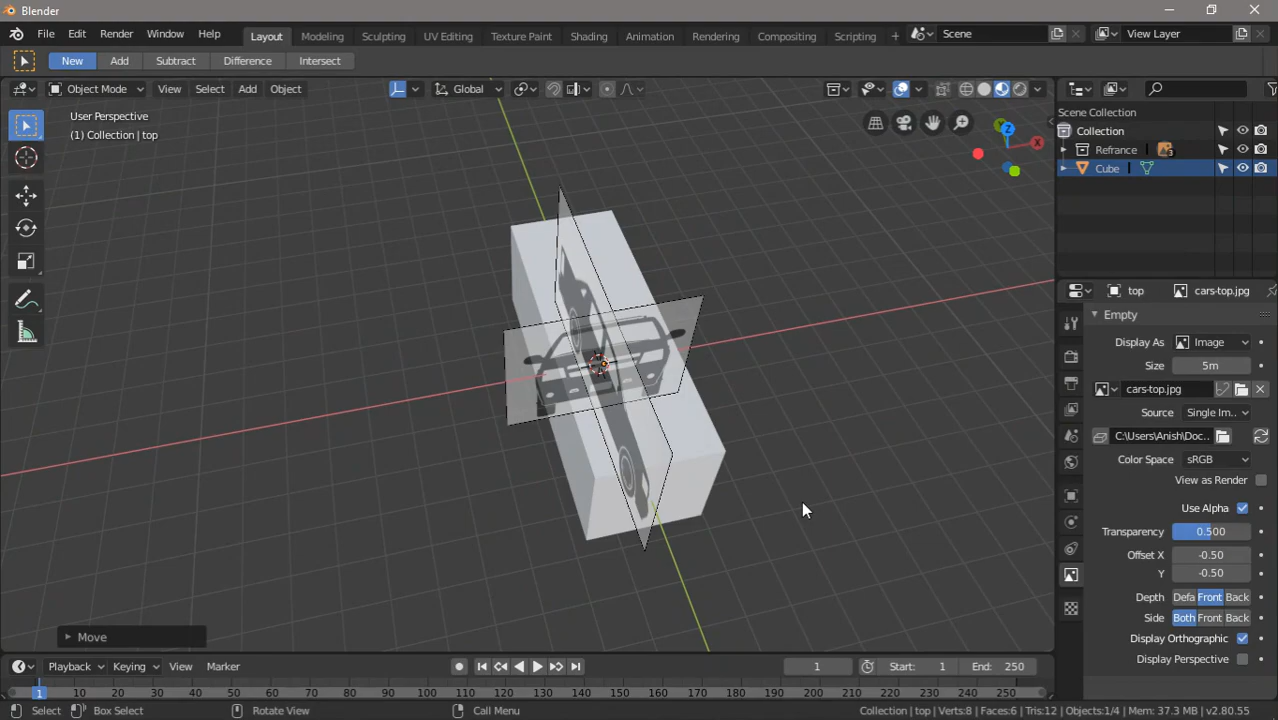 Blender
File Edit Render Window Help Layout Modeling Sculpting UV Editing Texture Paint Shading Animation Rendering Compositing Scripting + Scene View Layer
New Add Subtract Difference Intersect
Object Mode View Select Add Object Global
User Perspective
(1) Collection | top
Y Z X
Scene Collection
Collection
Refrance 3
Cube
top cars-top.jpg
Empty
Display As Image
Size 5m
cars-top.jpg
Source Single Im..
C:\Users\Anish\Doc..
Color Space sRGB
View as Render
Use Alpha
Transparency 0.500
Offset X -0.50
Y -0.50
Depth Defa Front Back
Side Both Front Back
Display Orthographic
Display Perspective
Move
Playback Keying View Marker 1 Start: 1 End: 250
1 10 20 30 40 50 60 70 80 90 100 110 120 130 140 150 160 170 180 190 200 210 220 230 240 250
Select Box Select Rotate View Call Menu Collection | top | Verts:8 | Faces:6 | Tris:12 | Objects:1/4 | Mem: 37.3 MB | v2.80.55